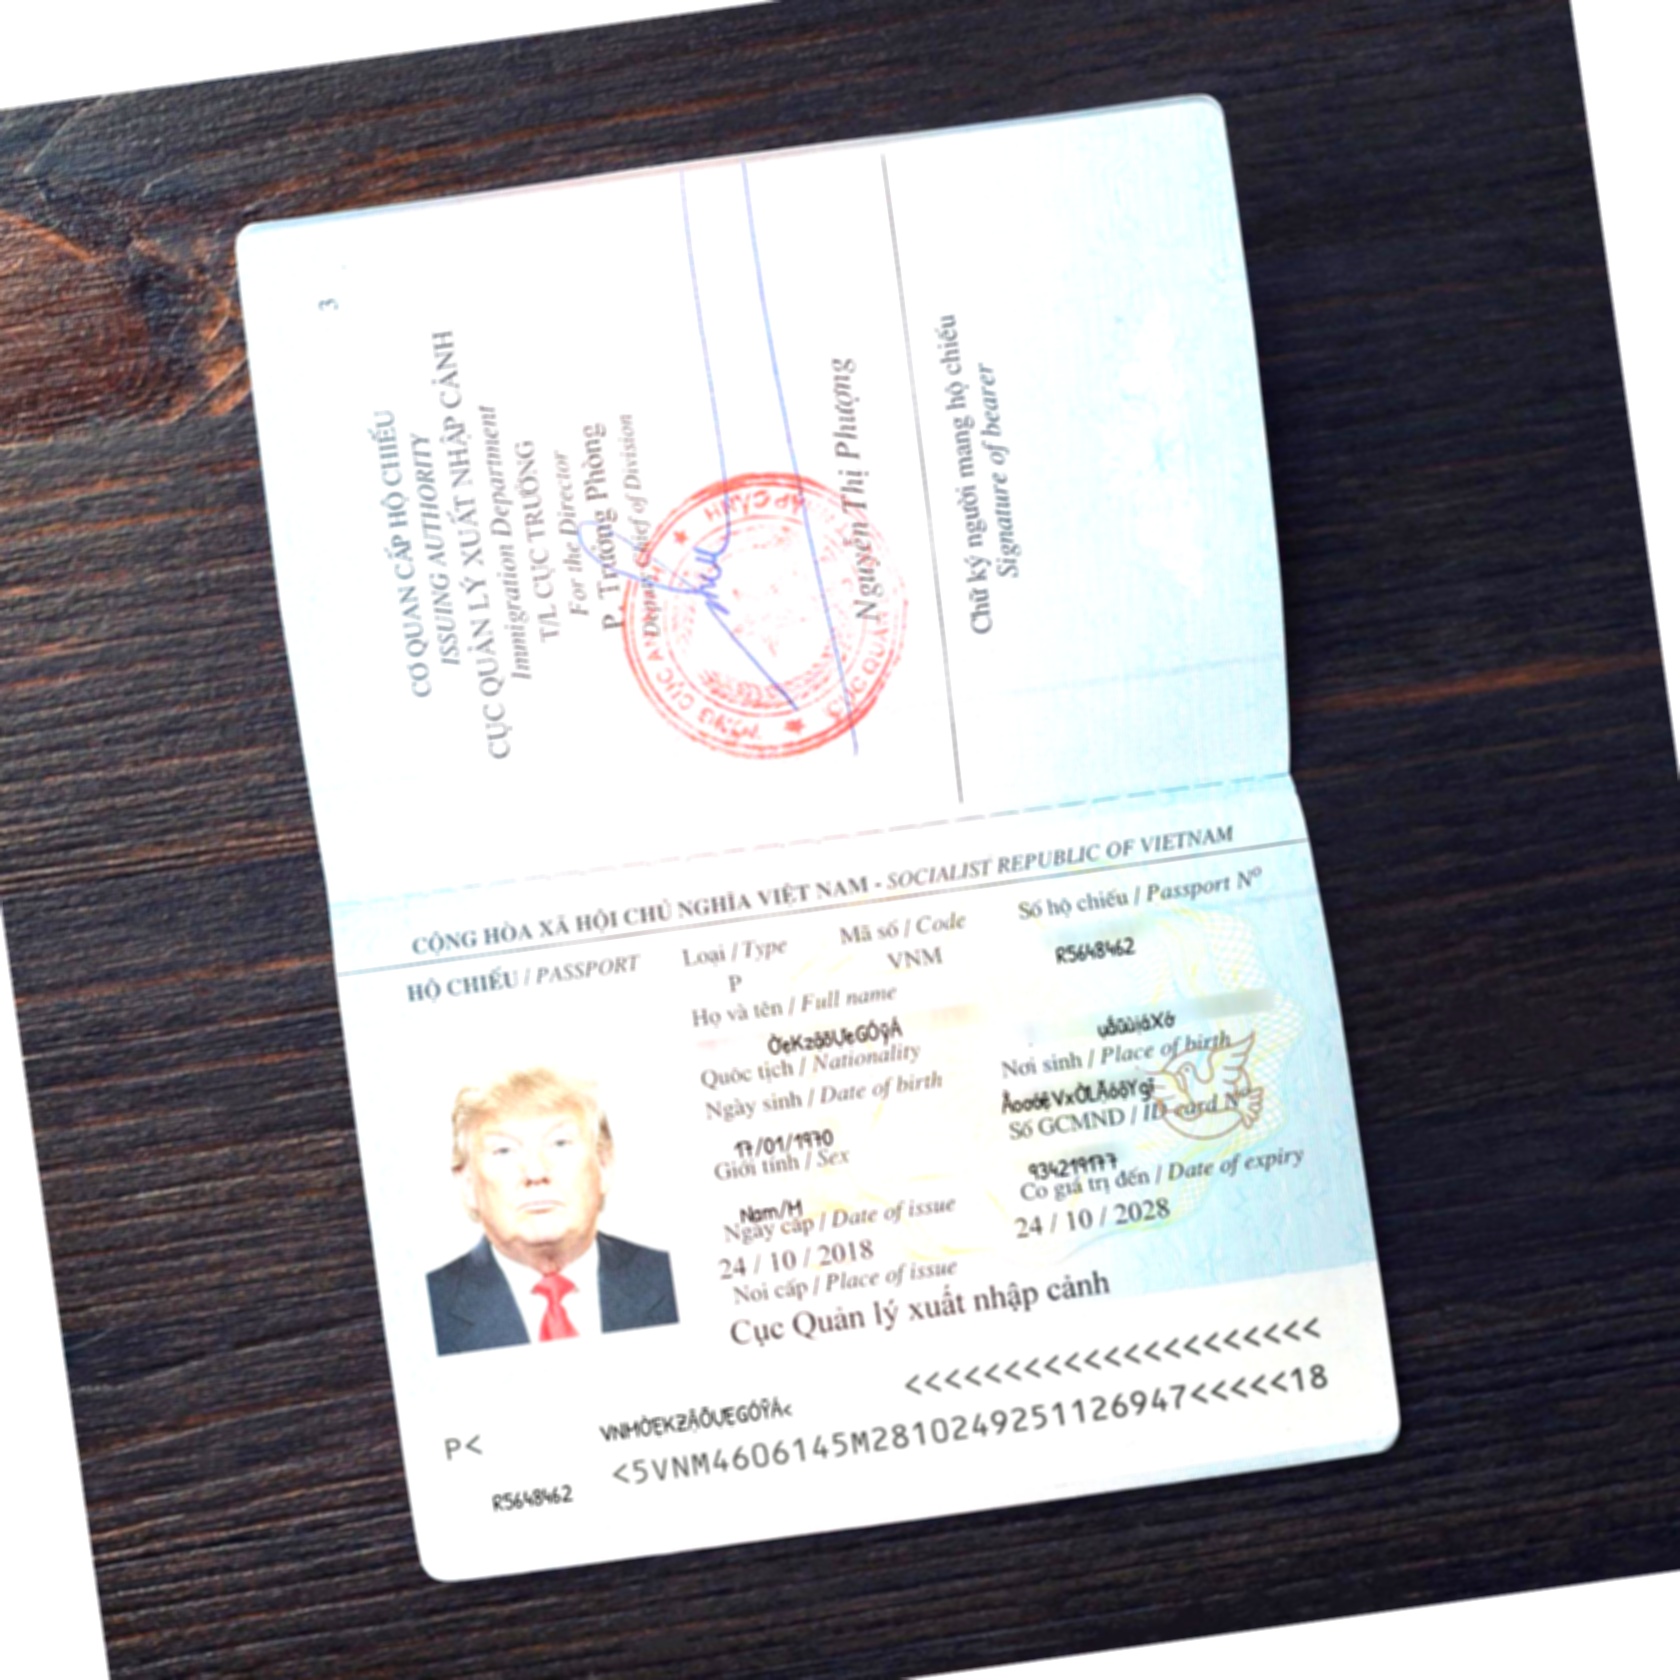 3
CƠ QUAN CẤP HỘ CHIẾU
ISSUING AUTHORITY
CỤC QUẢN LÝ XUẤT NHẬP CẢNH
Immigration Department
T/L CỤC TRƯỞNG
For the Director
P. Trưởng Phòng
Deputy Chief of Division
Nguyễn Thị Phượng
Chữ ký người mang hộ chiếu
Signature of bearer
CỘNG HÒA XÃ HỘI CHỦ NGHĨA VIỆT NAM - SOCIALIST REPUBLIC OF VIETNAM
HỘ CHIẾU / PASSPORT
Loại / Type
Mã số / Code
Số hộ chiếu / Passport Nº
P
VNM
R5648462
Họ và tên / Full name
Quốc tịch / Nationality
Nơi sinh / Place of birth
Ngày sinh / Date of birth
Số GCMND / ID card Nº
17/01/1970
934219177
Giới tính / Sex
Có giá trị đến / Date of expiry
Nam/M
24 / 10 / 2028
Ngày cấp / Date of issue
24 / 10 / 2018
Nơi cấp / Place of issue
Cục Quản lý xuất nhập cảnh
P<
<<<<<<<<<<<<<<<<<<<<<
R5648462 <5VNM4606145M2810249251126947<<<<<18